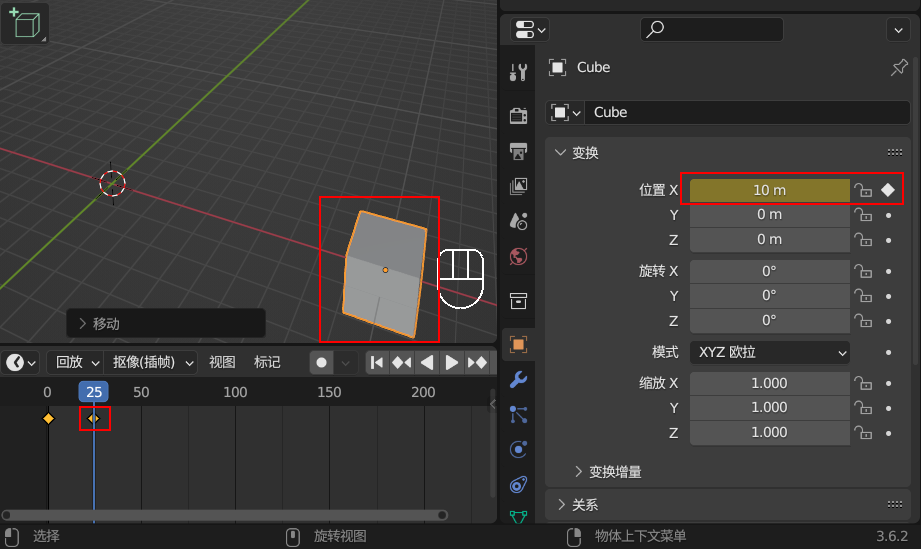 Cube
Cube
变换
位置 X 10 m
Y 0 m
Z 0 m
旋转 X 0°
Y 0°
Z 0°
模式 XYZ 欧拉
缩放 X 1.000
Y 1.000
Z 1.000
变换增量
关系
移动
回放 抠像(插帧) 视图 标记
0 25 50 100 150 200
选择 旋转视图 物体上下文菜单 3.6.2